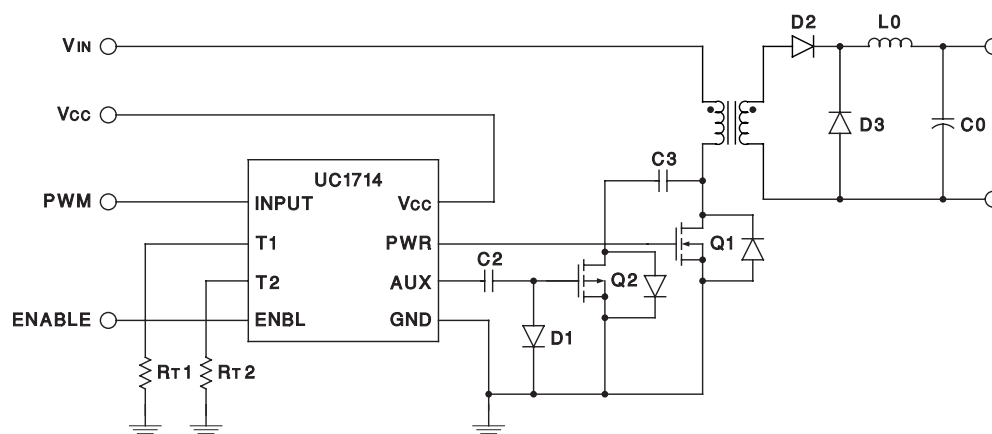 D2
L0
VIN
VCC
D3
C0
C3
UC1714
PWM
INPUT
VCC
T1
PWR
Q1
T2
AUX
C2
Q2
ENABLE
ENBL
GND
D1
RT1
RT2